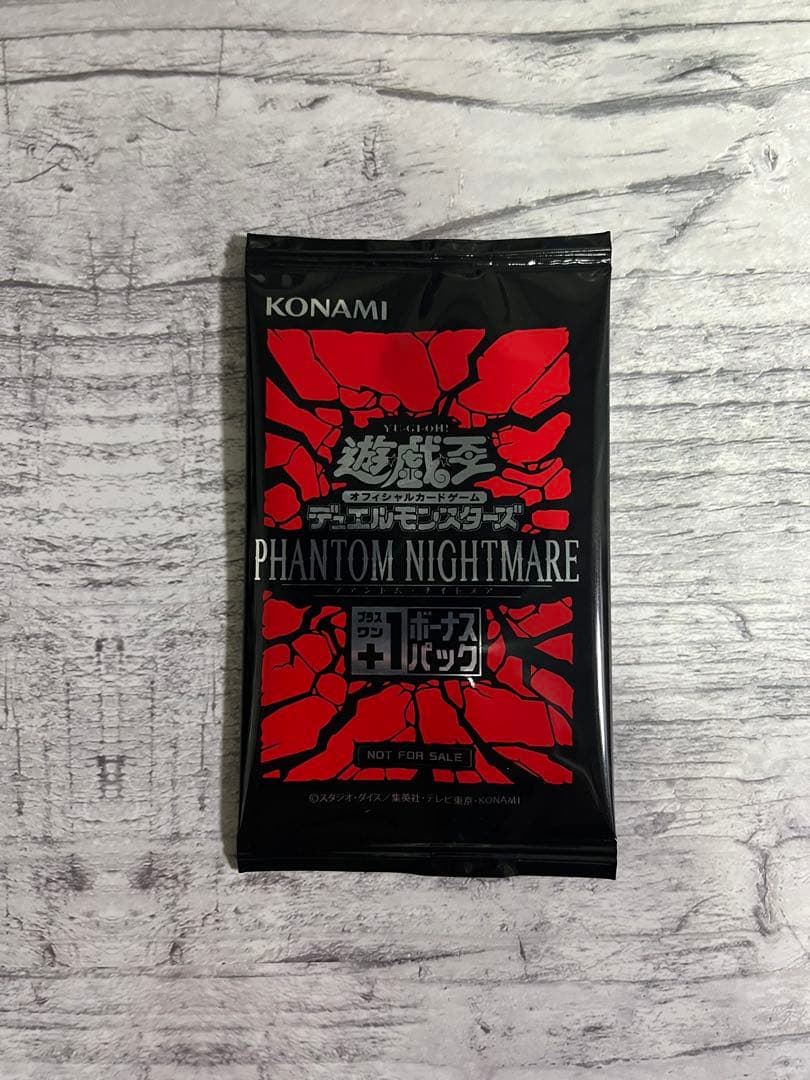 KONAMI
YU-GI-OH!
遊戯王
オフィシャルカードゲーム
デュエルモンスターズ
PHANTOM NIGHTMARE
ファントム・ナイトメア
プラス
ワン
+1
ボーナス
パック
NOT FOR SALE
©スタジオ・ダイス/集英社・テレビ東京・KONAMI